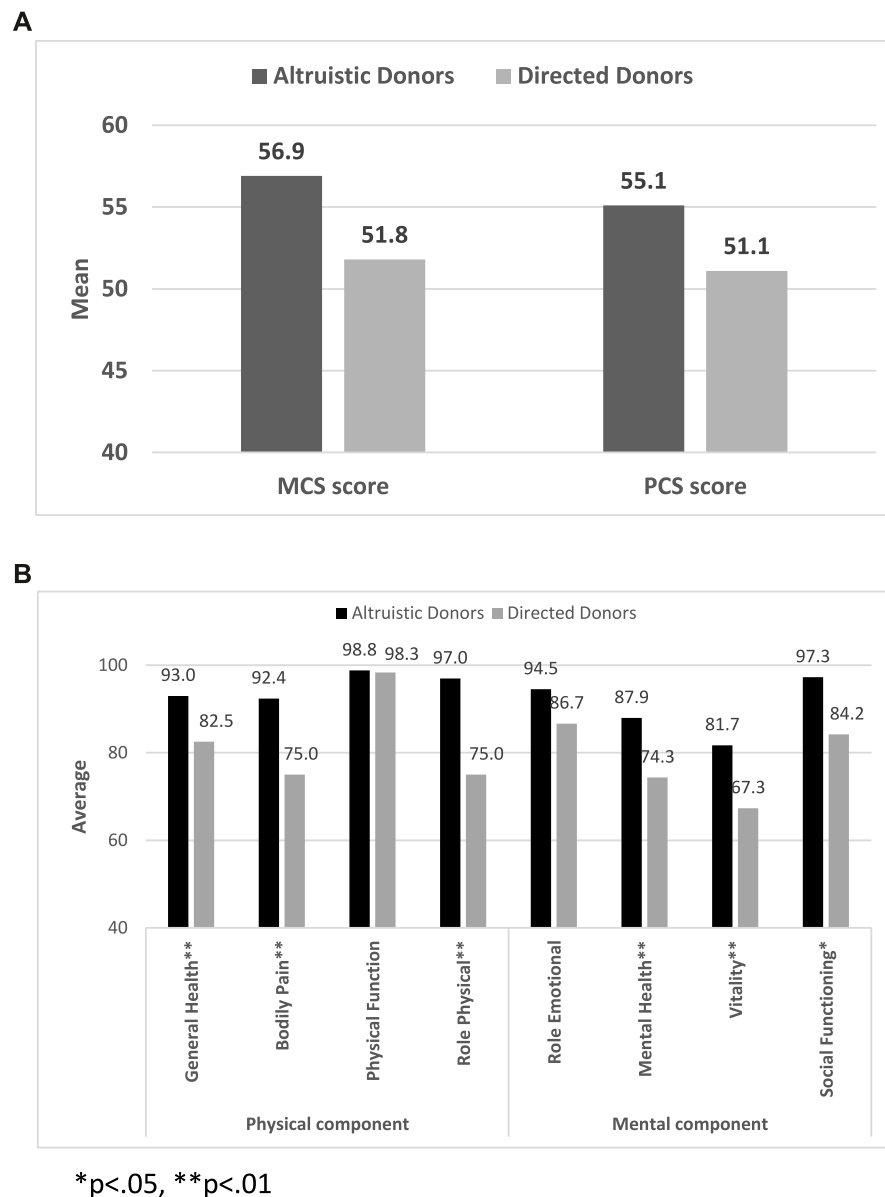 A
Altruistic Donors Directed Donors
60
56.9
55.1
55
51.8
51.1
Mean
50
45
40
MCS score PCS score
B
Altruistic Donors Directed Donors
98.8 98.3 97.0 97.3
100
93.0 92.4 94.5
82.5 86.7 87.9 84.2
81.7
80
75.0 75.0 74.3
67.3
Average
60
40
General Health**
Bodily Pain**
Physical Function
Role Physical**
Role Emotional
Mental Health**
Vitality**
Social Functioning*
Physical component Mental component
*p<.05, **p<.01